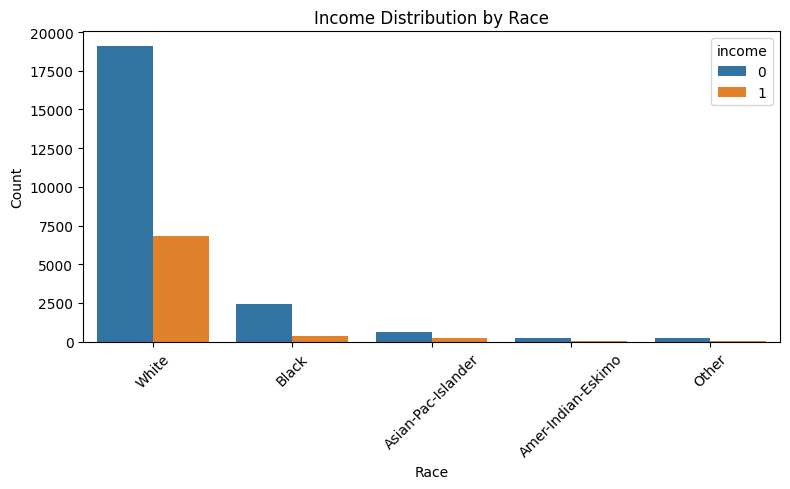 Income Distribution by Race
income
0
1
20000
17500
15000
12500
10000
7500
5000
2500
0
Count
White
Black
Asian-Pac-Islander
Amer-Indian-Eskimo
Other
Race